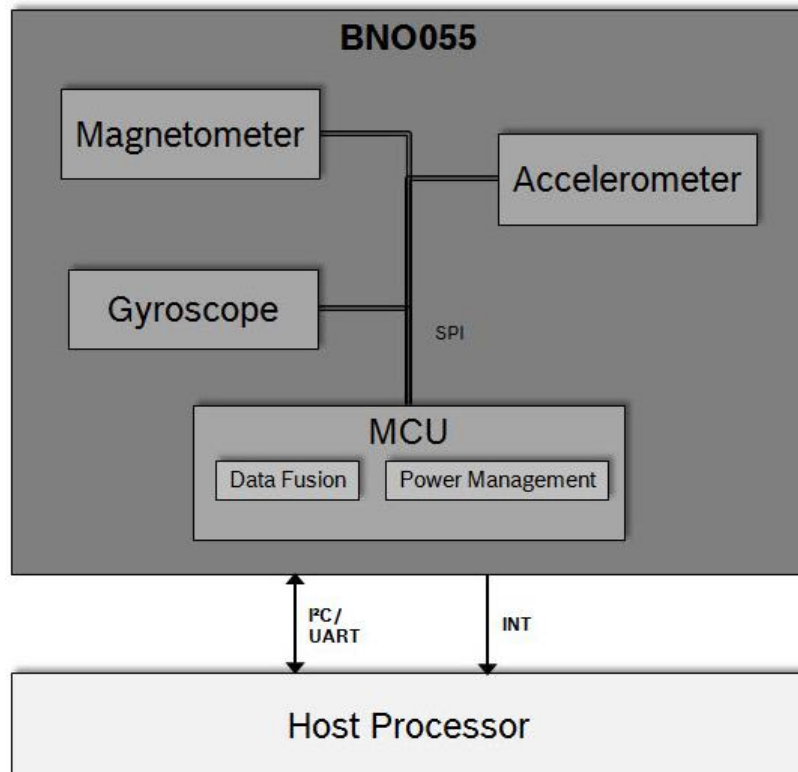 BNO055
Magnetometer
Accelerometer
Gyroscope
SPI
MCU
Data Fusion
Power Management
I²C/
UART
INT
Host Processor